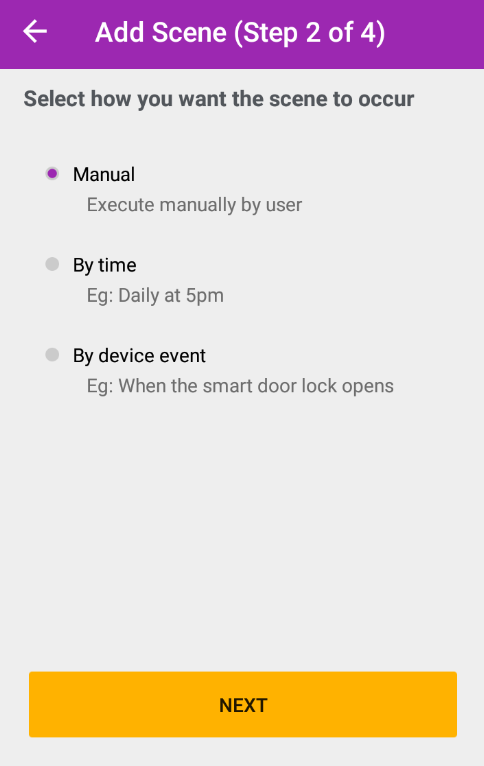 Add Scene (Step 2 of 4)
Select how you want the scene to occur
Manual
Execute manually by user
By time
Eg: Daily at 5pm
By device event
Eg: When the smart door lock opens
NEXT